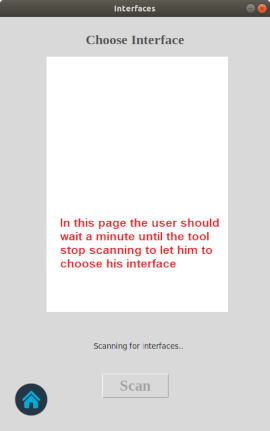 Interfaces
Choose Interface
In this page the user should
wait a minute until the tool
stop scanning to let him to
choose his interface
Scanning for interfaces..
Scan